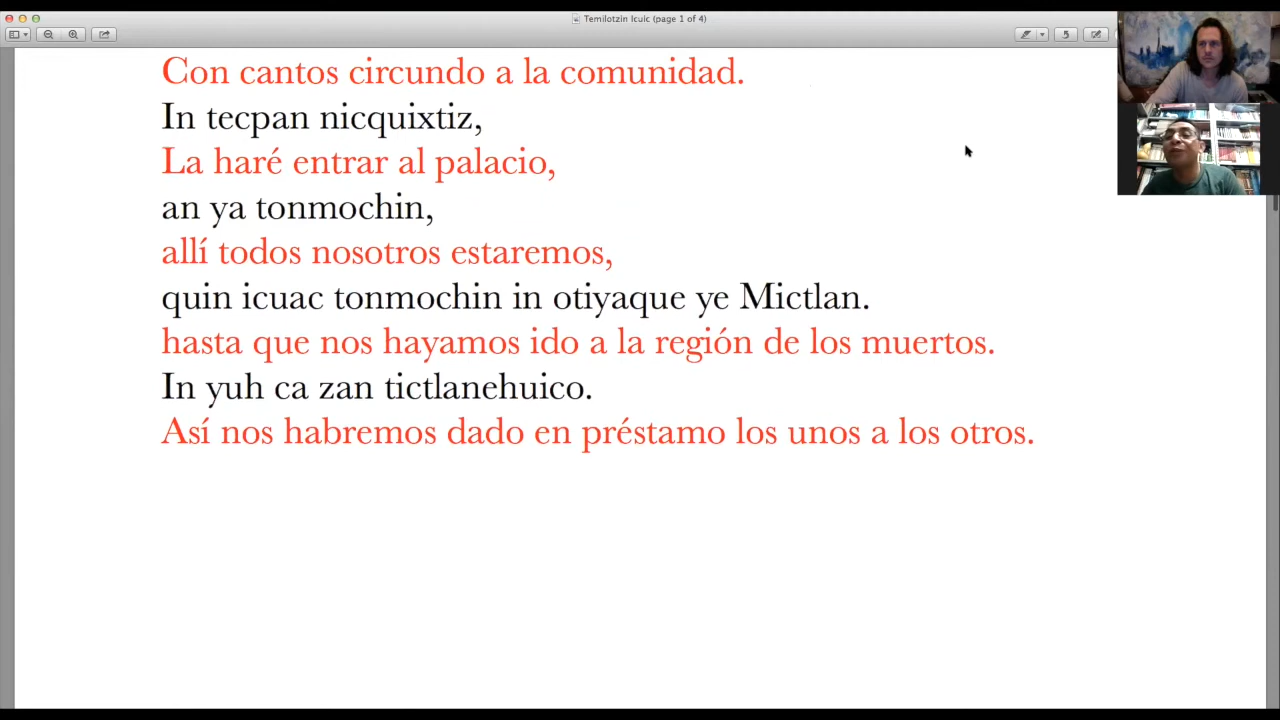 Temilotzin Icuic (page 1 of 4)
Con cantos circundo a la comunidad.
In tecpan nicquixtiz,
La haré entrar al palacio,
an ya tonmochin,
allí todos nosotros estaremos,
quin icuac tonmochin in otiyaque ye Mictlan.
hasta que nos hayamos ido a la región de los muertos.
In yuh ca zan tictlanehuico.
Así nos habremos dado en préstamo los unos a los otros.